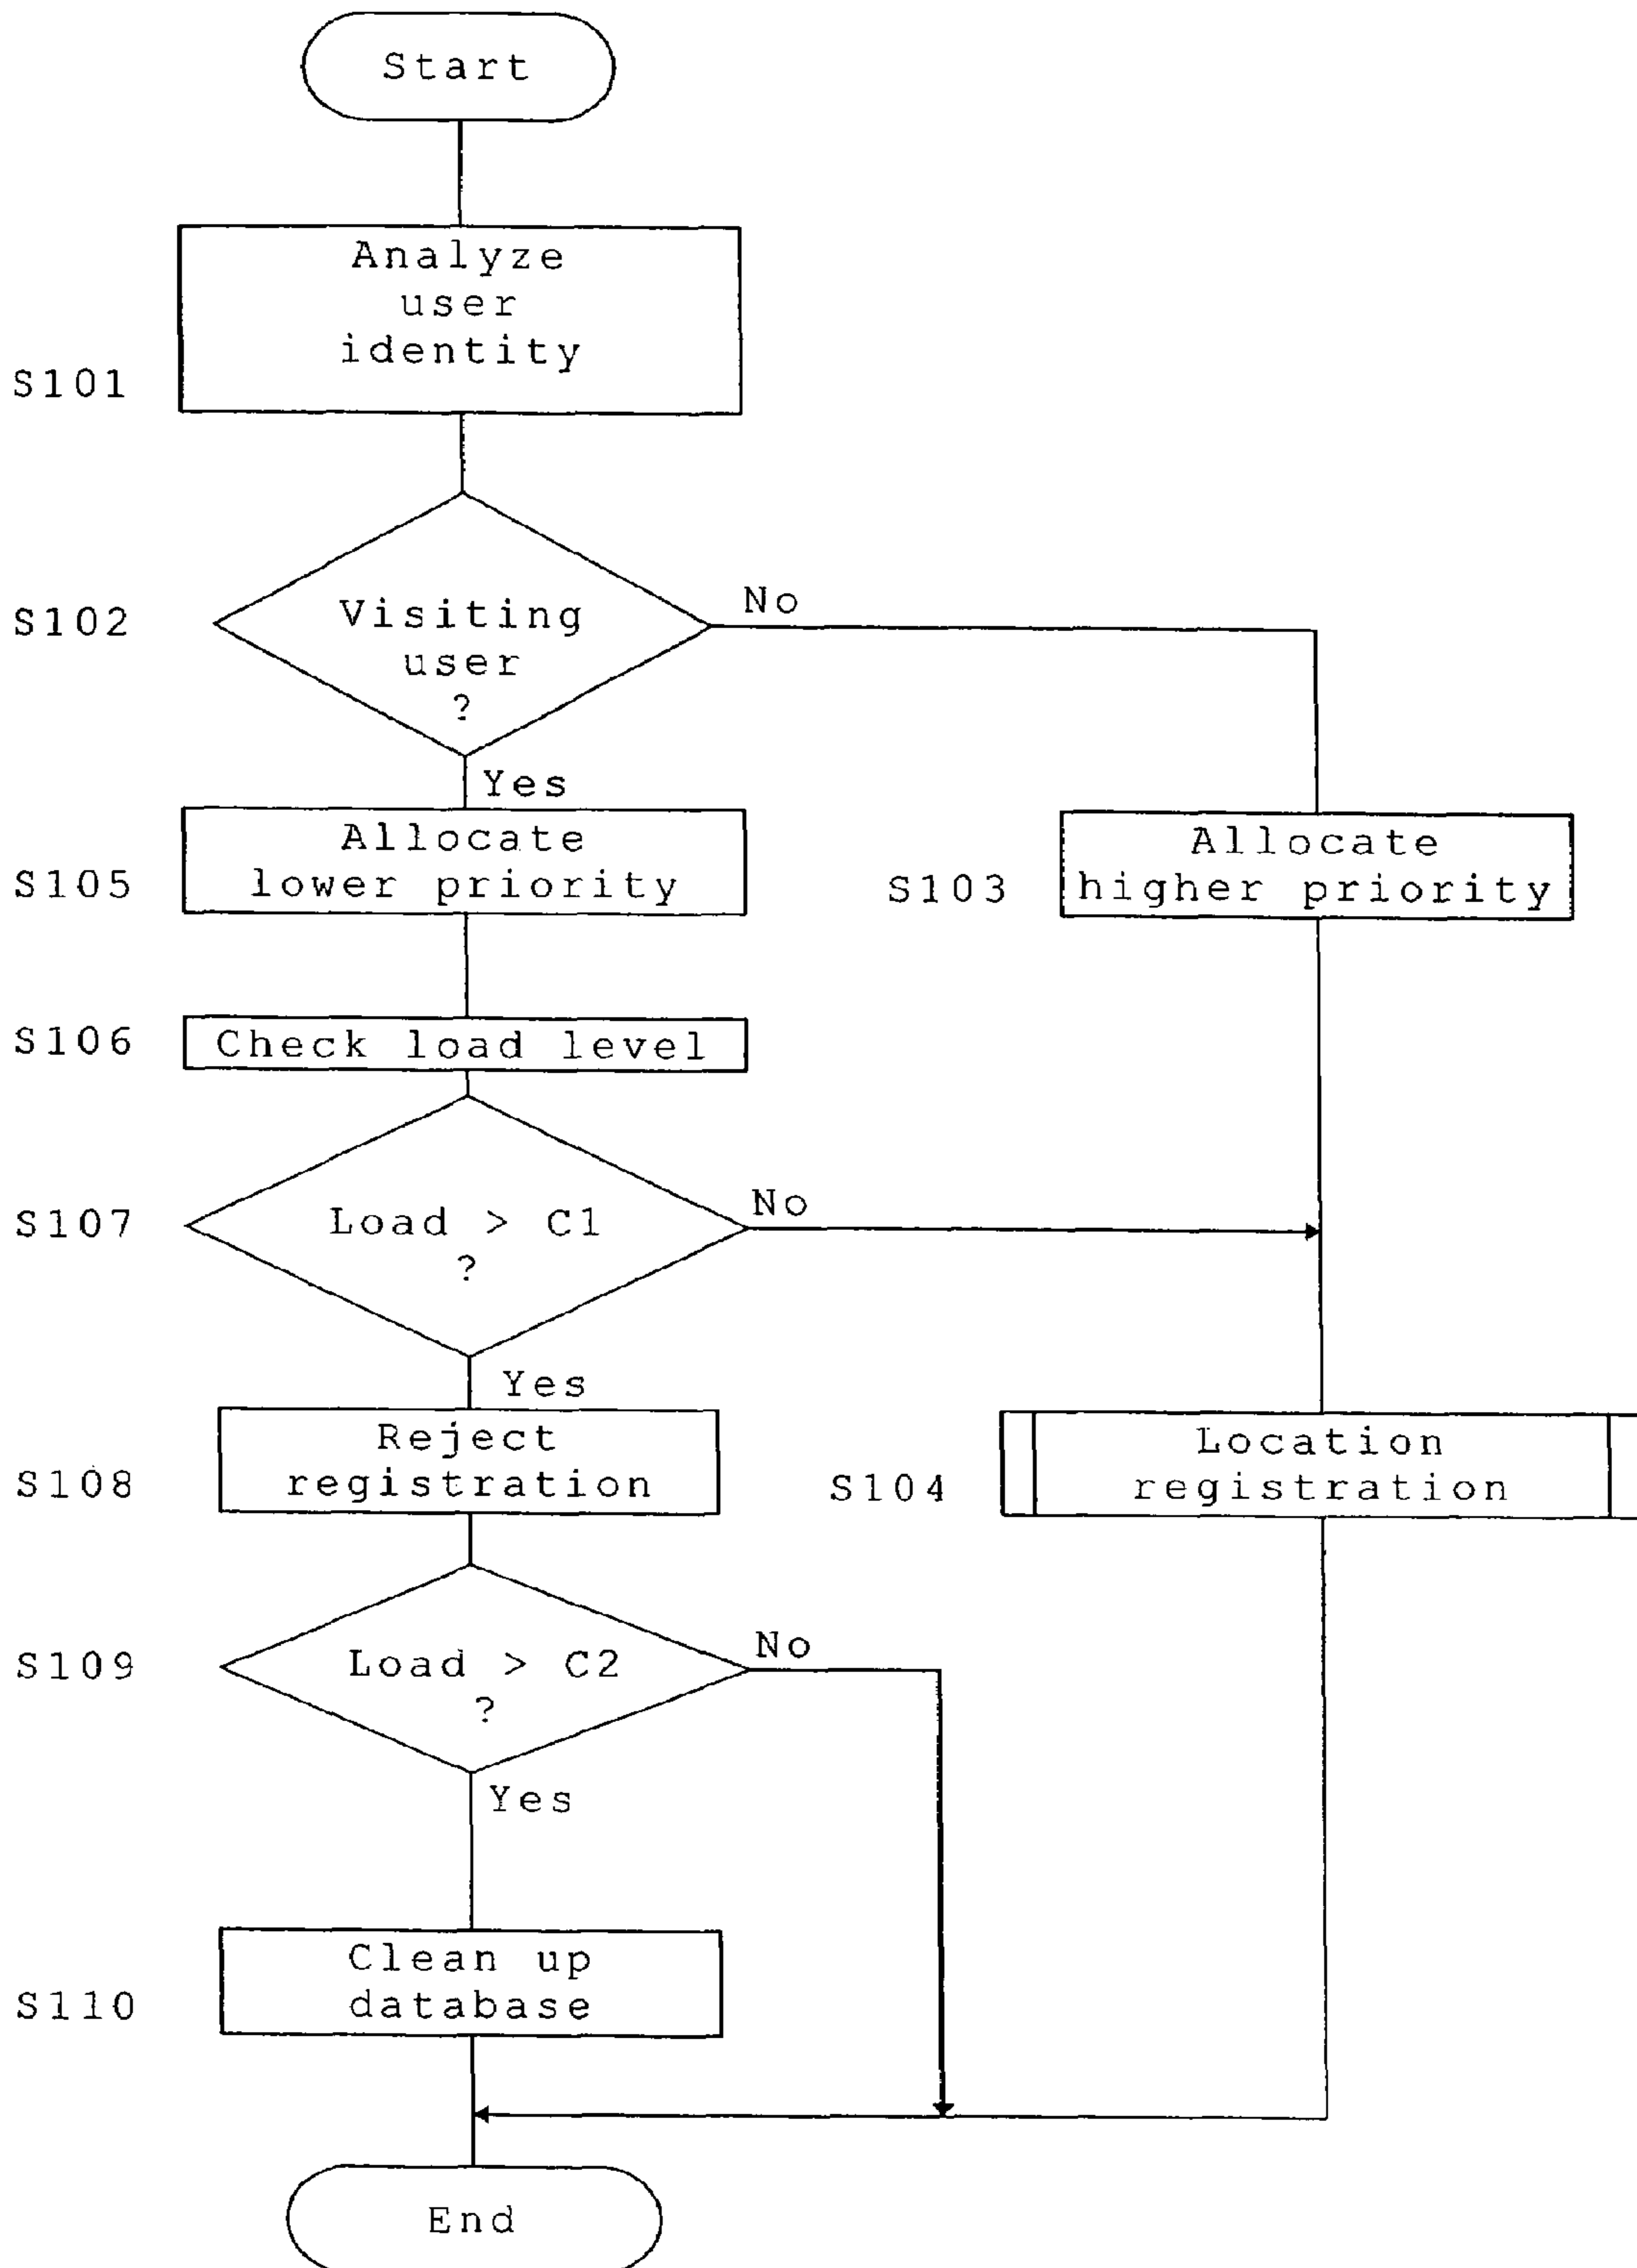 Start
Analyze
user
identity
S101
S102
Visiting
user
?
No
Yes
Allocate
lower priority
S105
S103
Allocate
higher priority
S106
Check load level
S107
Load > C1
?
No
Yes
Reject
registration
S108
S104
Location
registration
S109
Load > C2
?
No
Yes
Clean up
database
S110
End